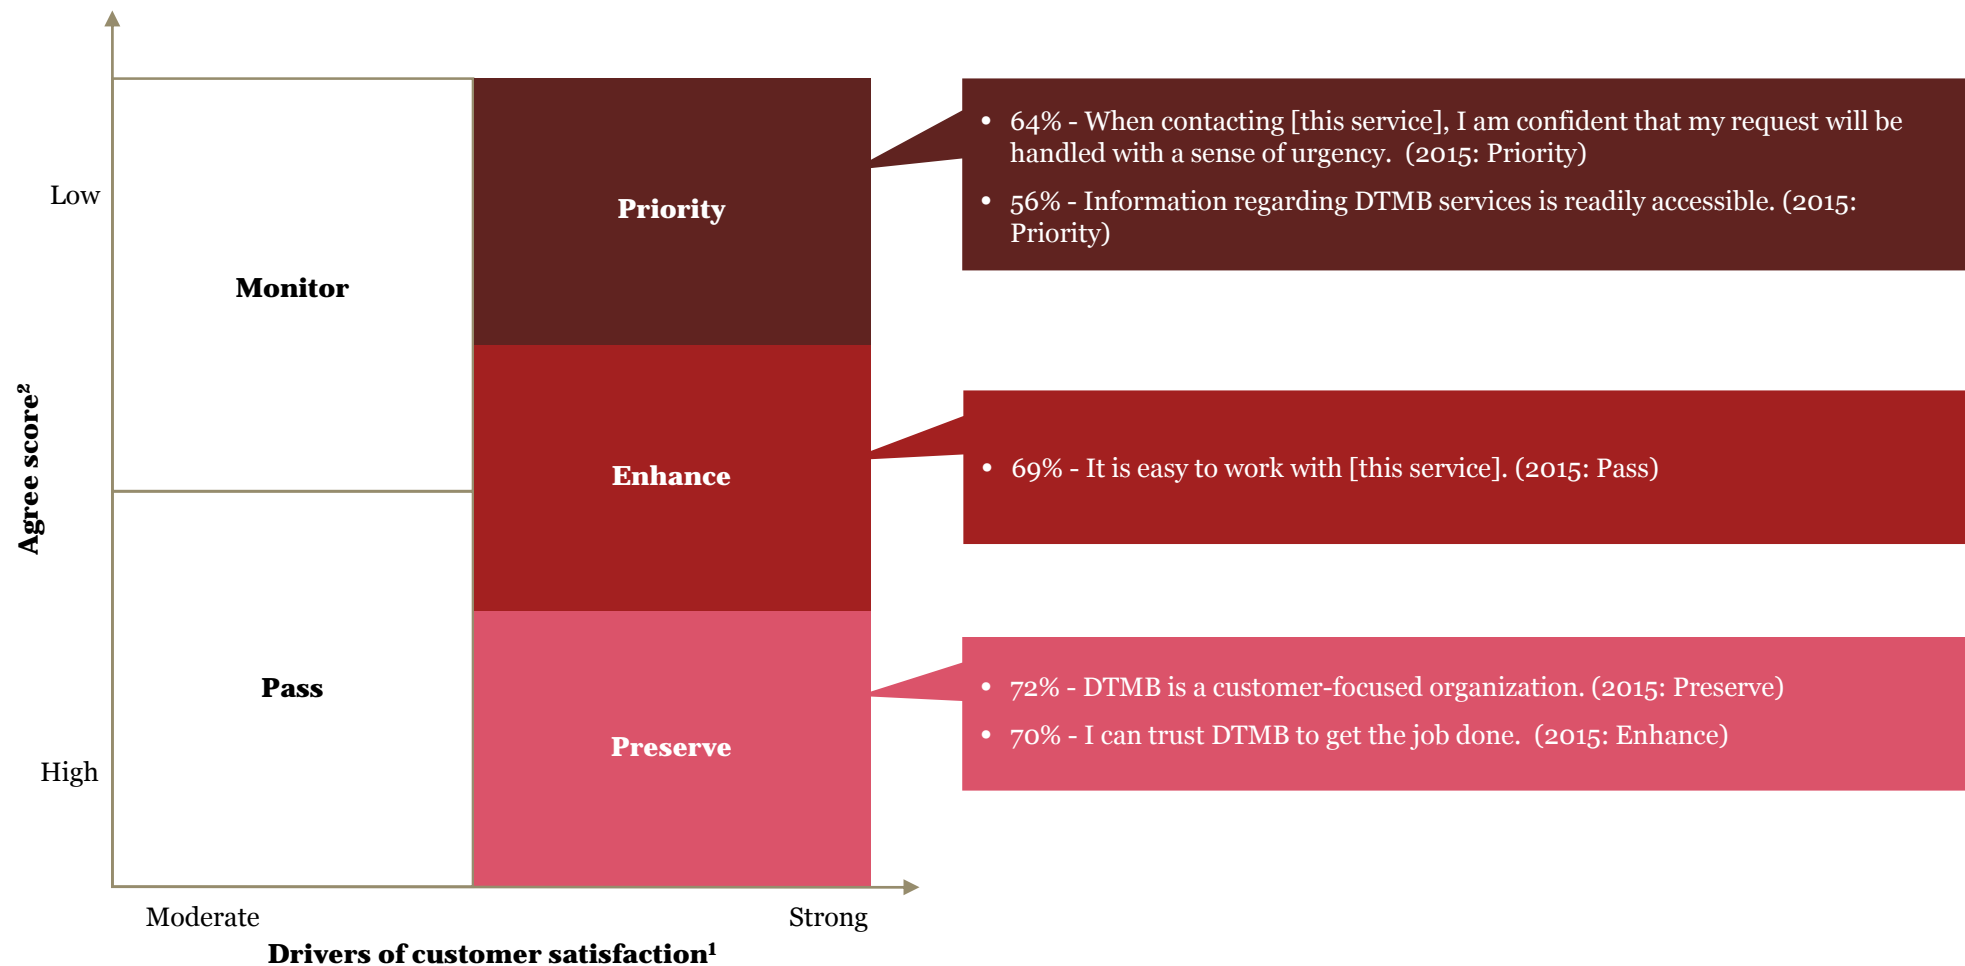 Low
High
Agree score²
Monitor
Pass
Priority
Enhance
Preserve
Moderate
Strong
Drivers of customer satisfaction¹
• 64% - When contacting [this service], I am confident that my request will be
handled with a sense of urgency.  (2015: Priority)
• 56% - Information regarding DTMB services is readily accessible. (2015:
Priority)
• 69% - It is easy to work with [this service]. (2015: Pass)
• 72% - DTMB is a customer-focused organization. (2015: Preserve)
• 70% - I can trust DTMB to get the job done.  (2015: Enhance)